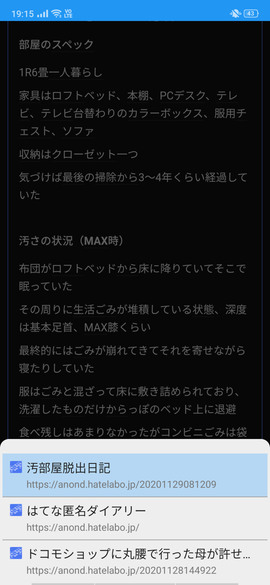 19:15
43
部屋のスペック
1R6畳一人暮らし
家具はロフトベッド、本棚、PCデスク、テレ
ビ、テレビ台替わりのカラーボックス、服用チ
ェスト、ソファ
収納はクローゼット一つ
気づけば最後の掃除から3〜4年くらい経過して
いた
汚さの状況（MAX時）
布団がロフトベッドから床に降りていてそこで
眠っていた
その周りに生活ごみが堆積している状態、深度
は基本足首、MAX膝くらい
最終的にはごみが崩れてきてそれを寄せながら
寝たりしていた
服はごみと混ざって床に敷き詰められており、
洗濯したものだけからっぽのベッド上に退避
食べ残しはあまりなかったがコンビニごみは袋
汚部屋脱出日記
https://anond.hatelabo.jp/20201129081209
はてな匿名ダイアリー
https://anond.hatelabo.jp/
ドコモショップに丸腰で行った母が許せ...
https://anond.hatelabo.jp/20201128144922